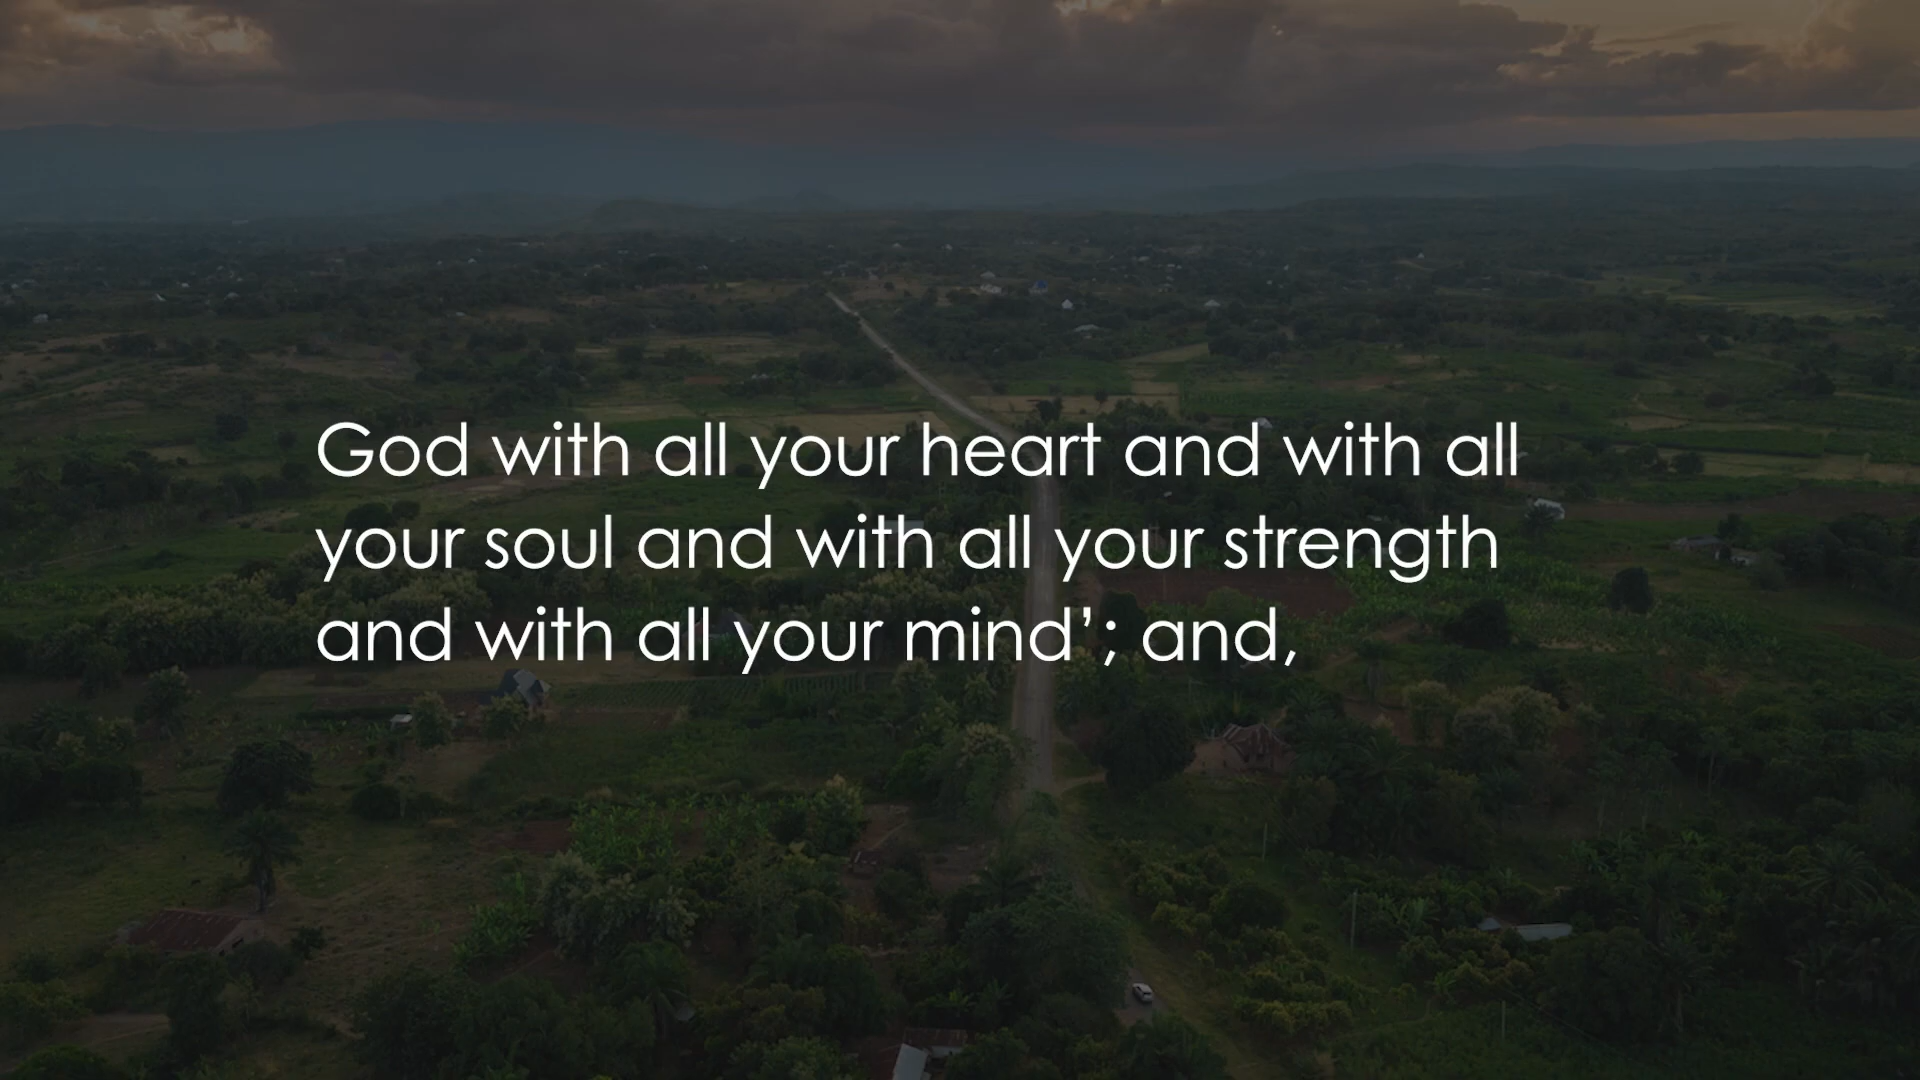 God with all your heart and with all
your soul and with all your strength
and with all your mind’; and,